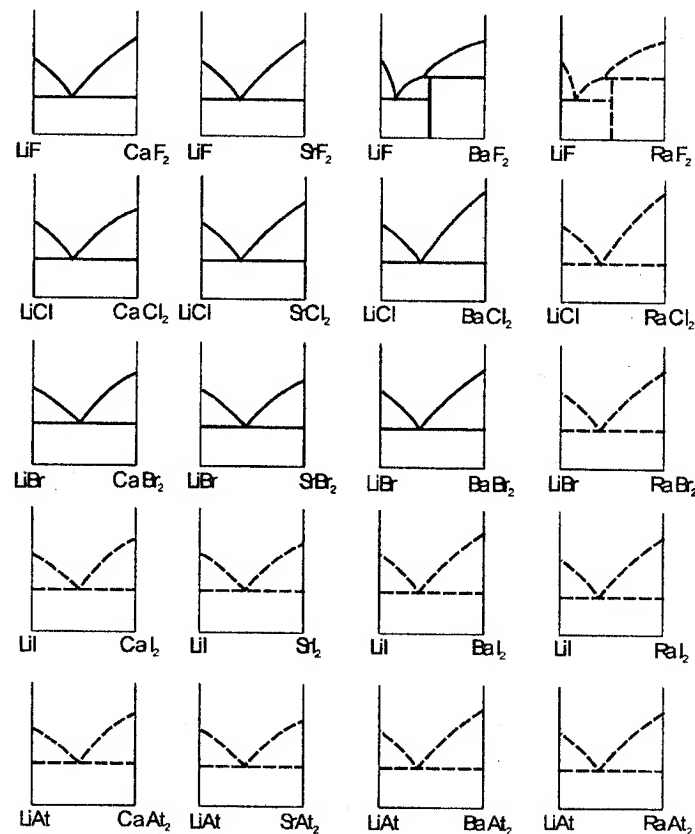 LiF CaF₂ LiF SrF₂ LiF BaF₂ LiF RaF₂
LiCl CaCl₂ LiCl SrCl₂ LiCl BaCl₂ LiCl RaCl₂
LiBr CaBr₂ LiBr SrBr₂ LiBr BaBr₂ LiBr RaBr₂
LiI CaI₂ LiI SrI₂ LiI BaI₂ LiI RaI₂
LiAt CaAt₂ LiAt SrAt₂ LiAt BaAt₂ LiAt RaAt₂